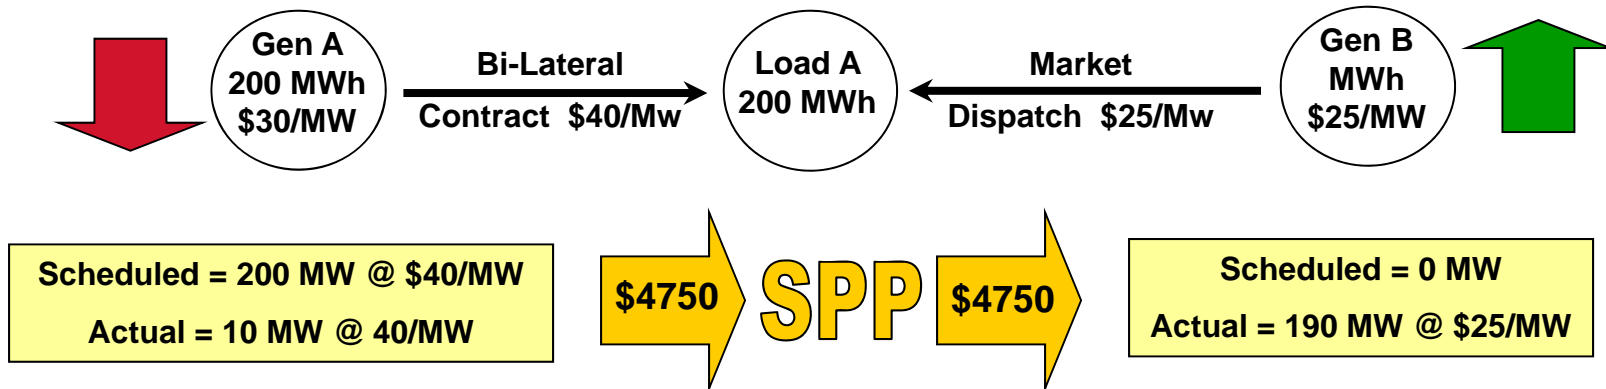 Gen A
200 MWh
$30/MW
Bi-Lateral
Contract $40/Mw
Load A
200 MWh
Market
Dispatch $25/Mw
Gen B
MWh
$25/MW
Scheduled = 200 MW @ $40/MW
Actual = 10 MW @ 40/MW
$4750
SPP
$4750
Scheduled = 0 MW
Actual = 190 MW @ $25/MW